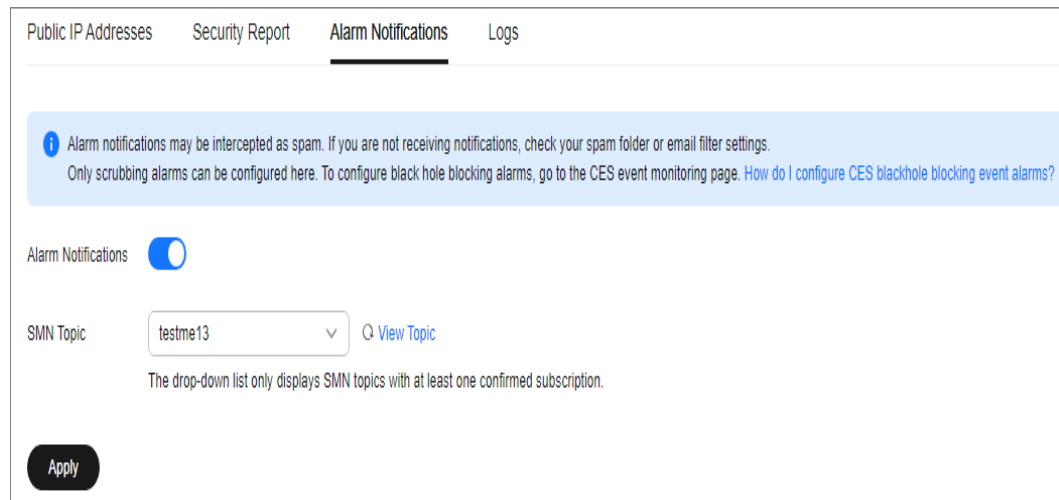 Public IP Addresses Security Report Alarm Notifications Logs
Alarm notifications may be intercepted as spam. If you are not receiving notifications, check your spam folder or email filter settings.
Only scrubbing alarms can be configured here. To configure black hole blocking alarms, go to the CES event monitoring page. How do I configure CES blackhole blocking event alarms?
Alarm Notifications
SMN Topic testme13 View Topic
The drop-down list only displays SMN topics with at least one confirmed subscription.
Apply